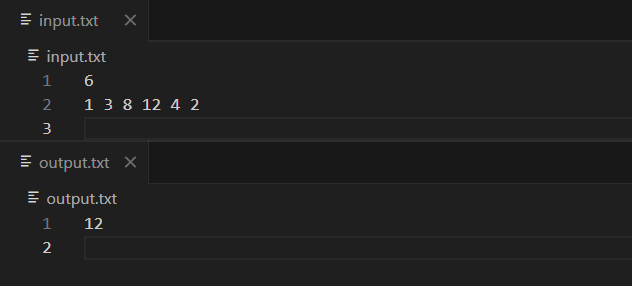 input.txt
input.txt
1 6
2 1 3 8 12 4 2
3
output.txt
output.txt
1 12
2